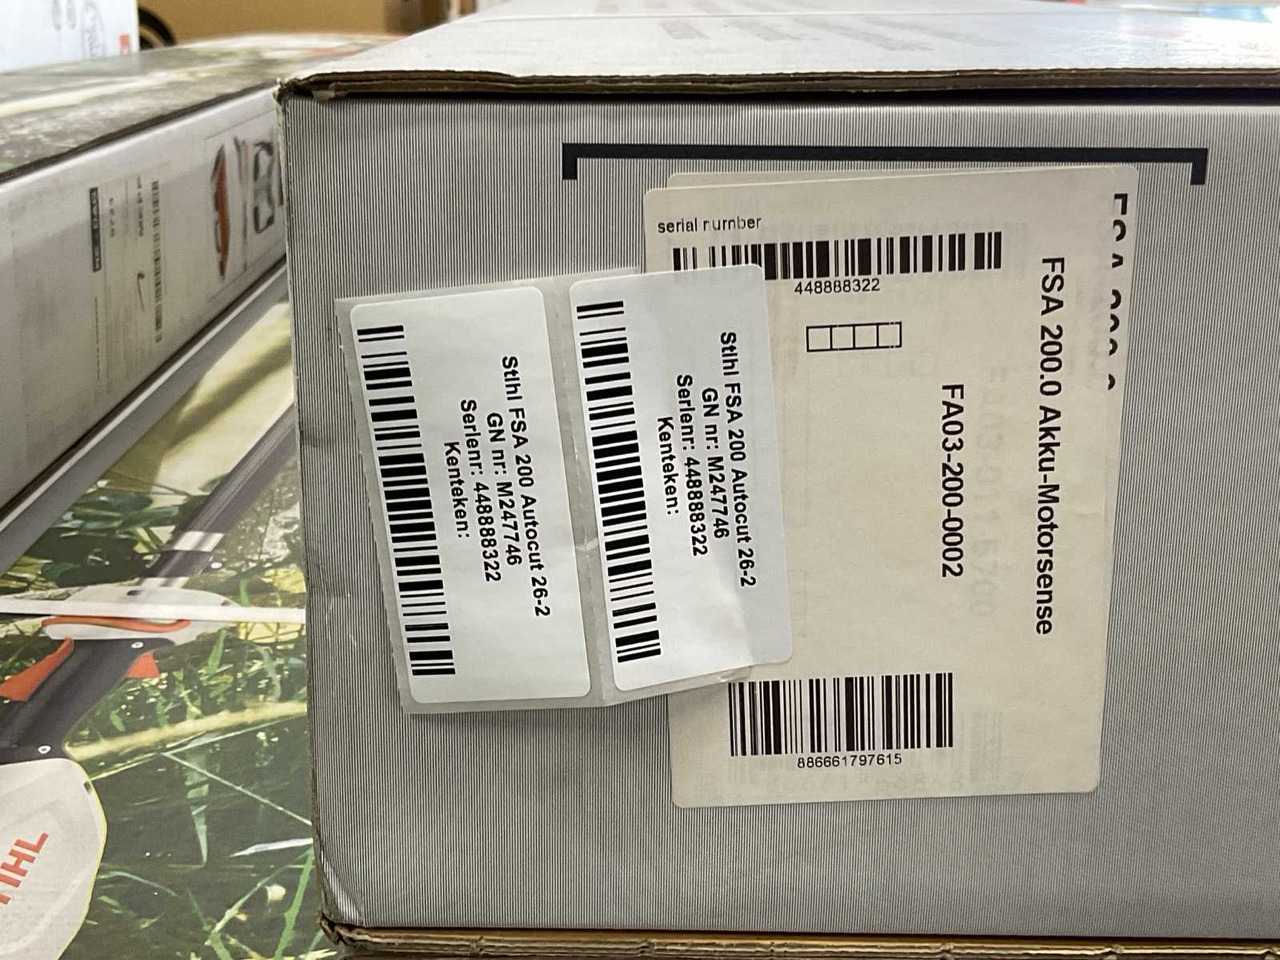 serial number
448888322
FSA 200.0 Akku-Motorsense
FA03-200-0002
886661797615
Stihl FSA 200 Autocut 26-2
GN nr: M247746
Serienr: 448888322
Kenteken:
Stihl FSA 200 Autocut 26-2
GN nr: M247746
Serienr: 448888322
Kenteken: